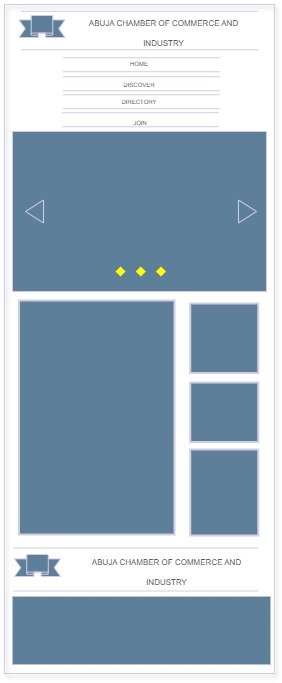 ABUJA CHAMBER OF COMMERCE AND
INDUSTRY
HOME
DISCOVER
DIRECTORY
JOIN
ABUJA CHAMBER OF COMMERCE AND
INDUSTRY